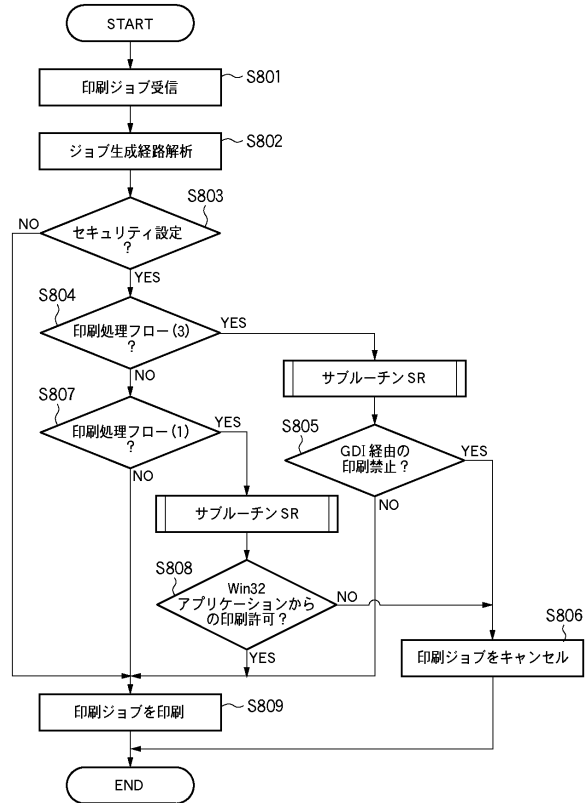 START
印刷ジョブ受信
S801
ジョブ生成経路解析
S802
S803
セキュリティ設定
?
NO
YES
S804
印刷処理フロー(3)
?
YES
NO
サブルーチンSR
S807
印刷処理フロー(1)
?
YES
NO
S805
GDI経由の
印刷禁止?
YES
NO
サブルーチンSR
S808
Win32
アプリケーションから
の印刷許可?
NO
YES
S806
印刷ジョブをキャンセル
印刷ジョブを印刷
S809
END